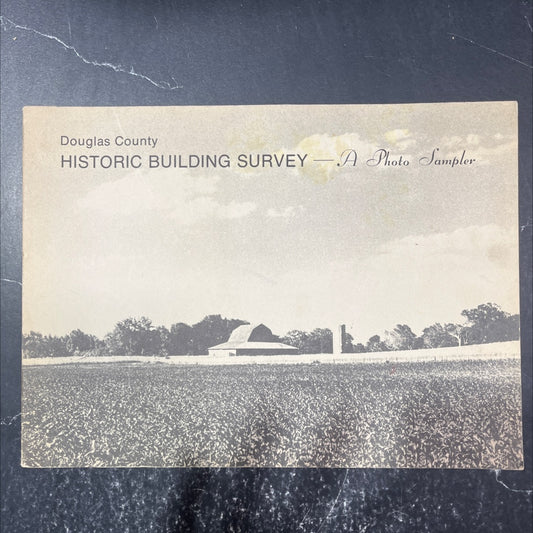 Douglas County
HISTORIC BUILDING SURVEY — A Photo Sampler